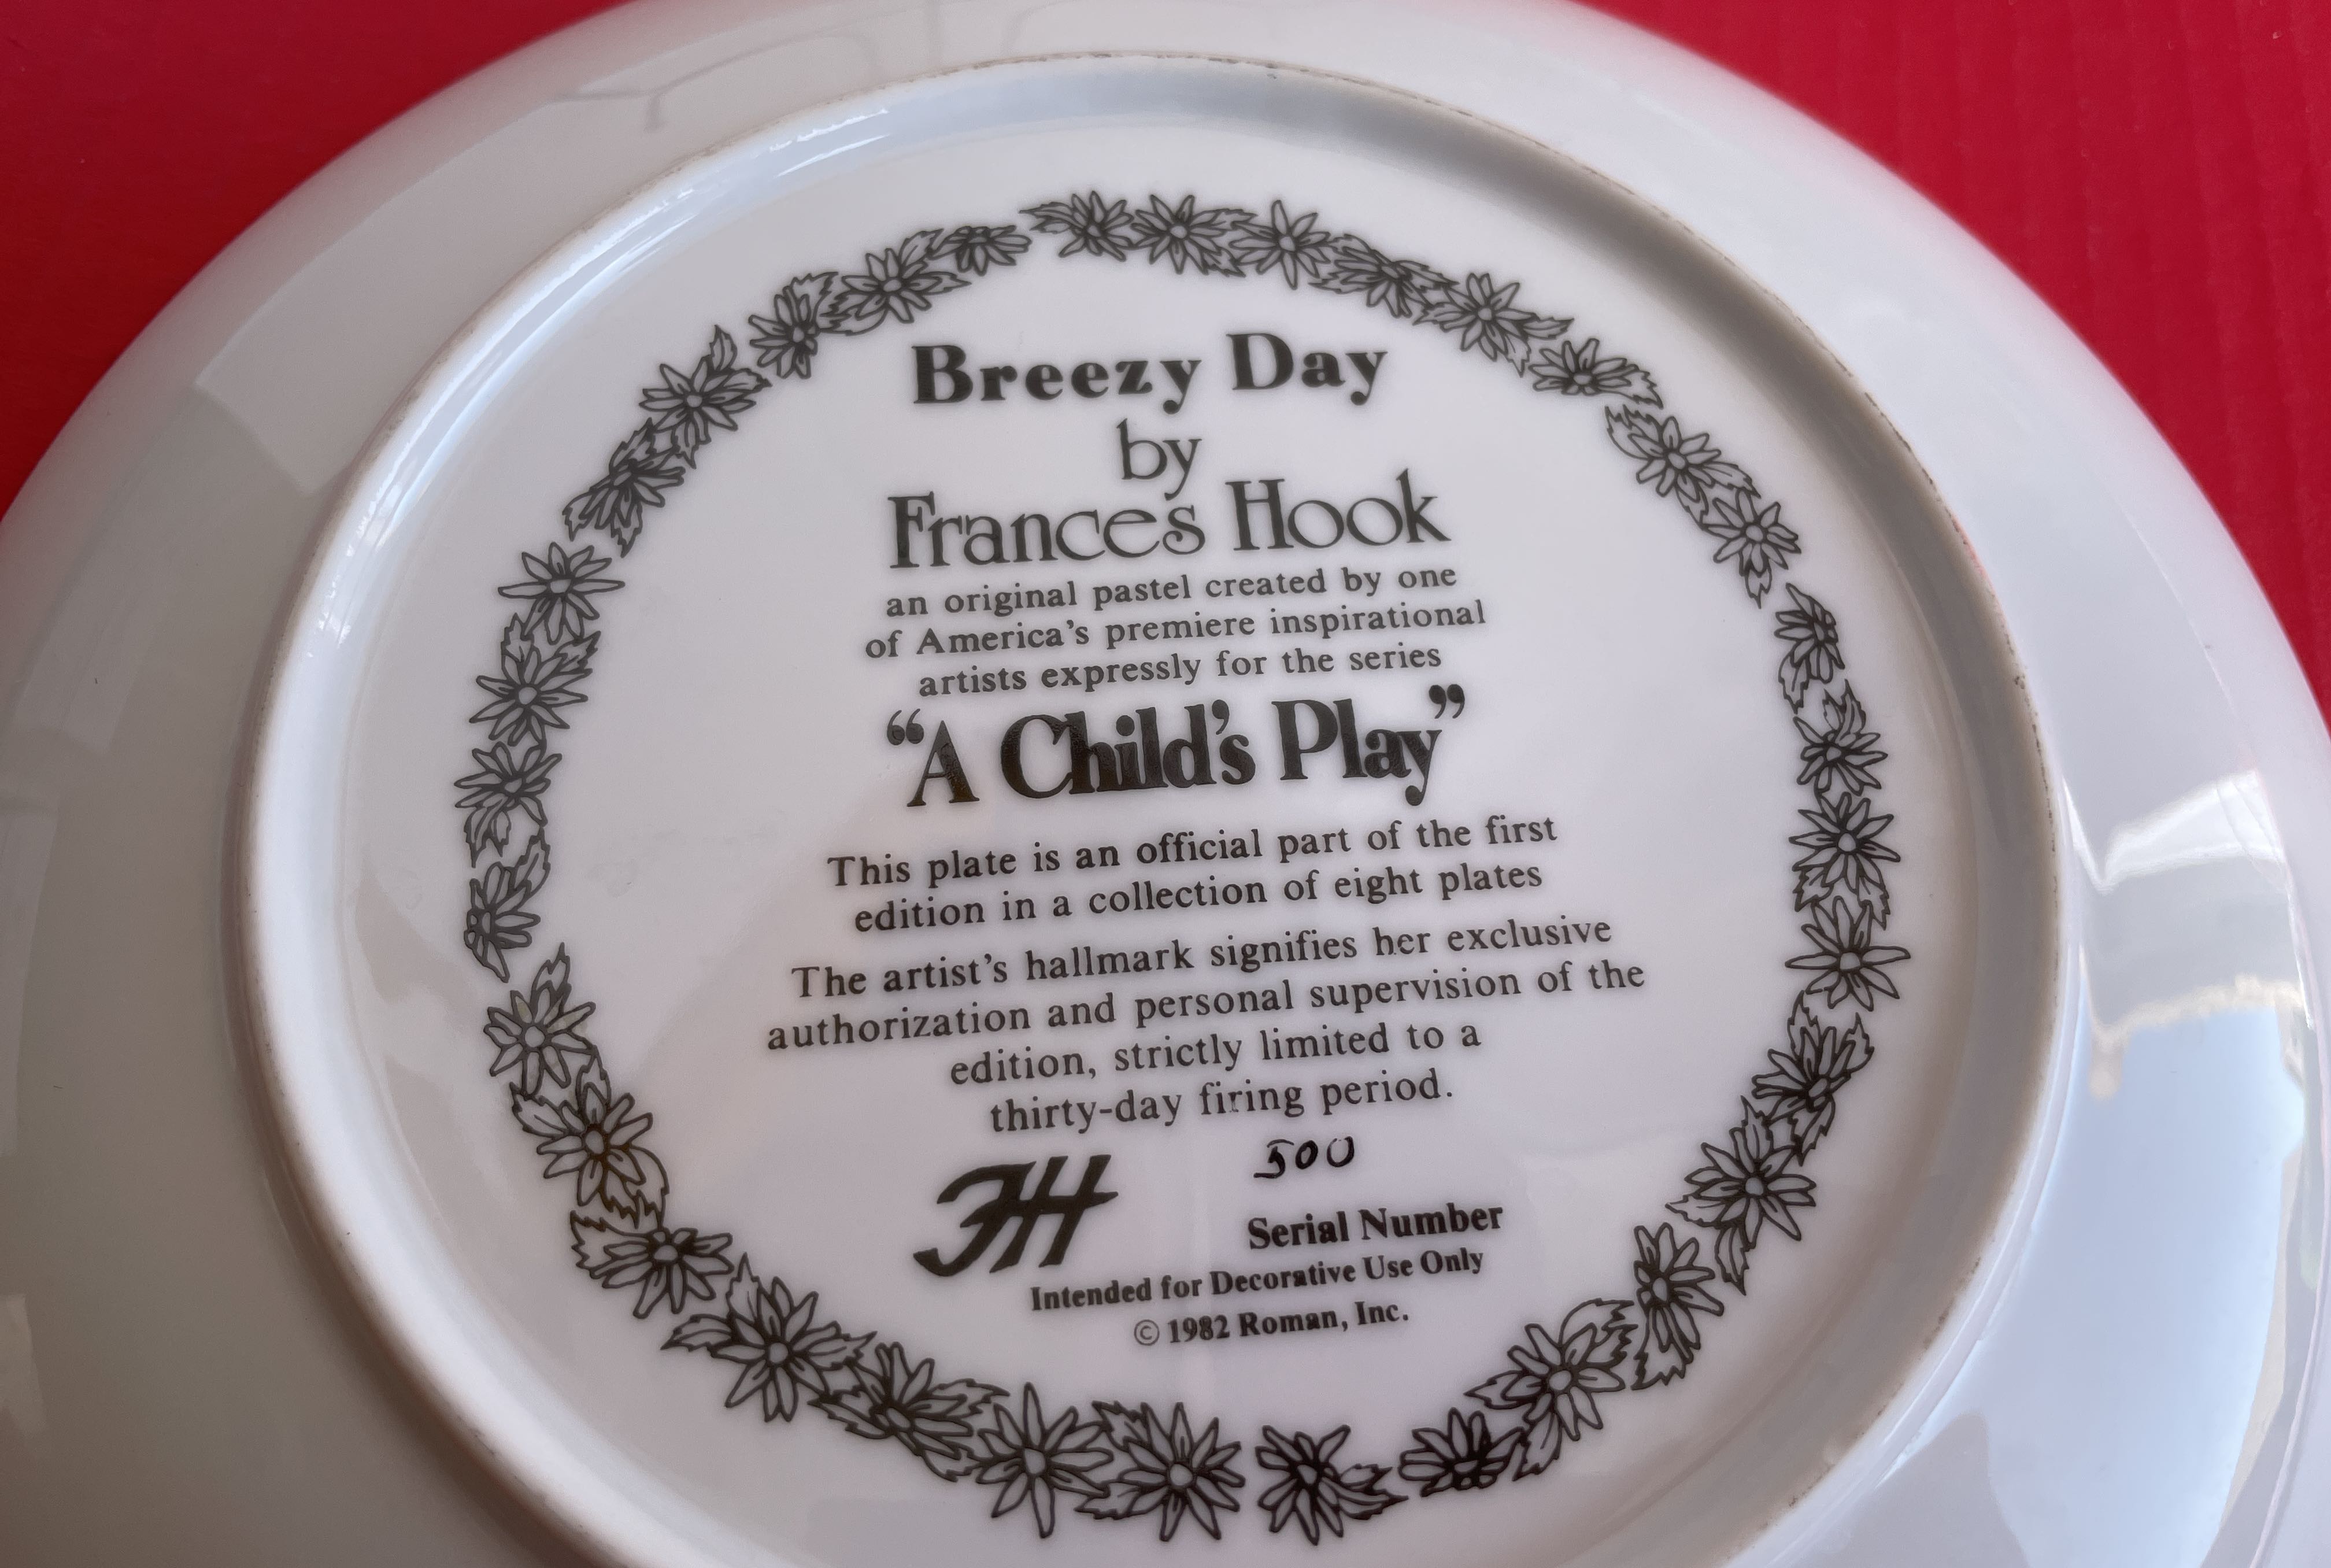 Breezy Day
by
Frances Hook
an original pastel created by one
of America's premiere inspirational
artists expressly for the series
“A Child's Play”
This plate is an official part of the first
edition in a collection of eight plates
The artist's hallmark signifies her exclusive
authorization and personal supervision of the
edition, strictly limited to a
thirty-day firing period.
FH
500
Serial Number
Intended for Decorative Use Only
© 1982 Roman, Inc.